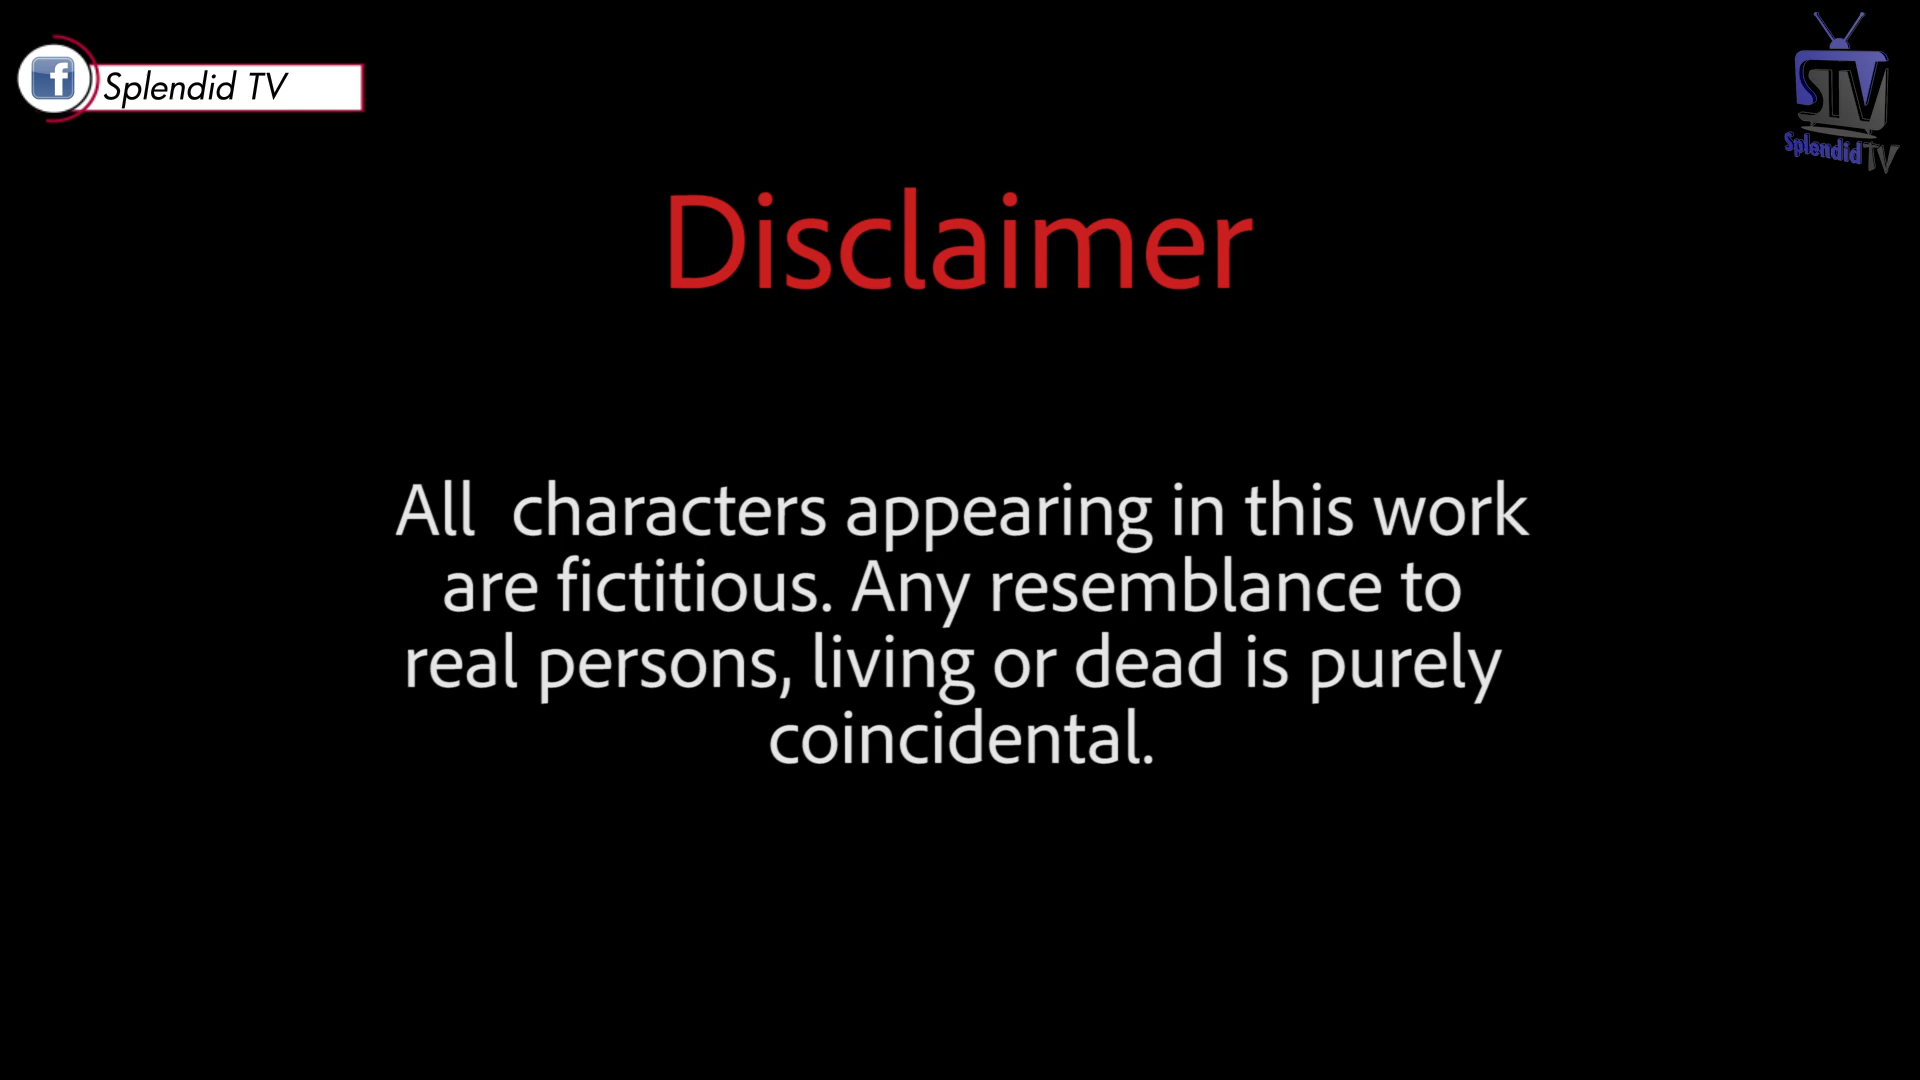 Splendid TV
STV
Splendid TV
Disclaimer
All  characters appearing in this work
are fictitious. Any resemblance to
real persons, living or dead is purely
coincidental.